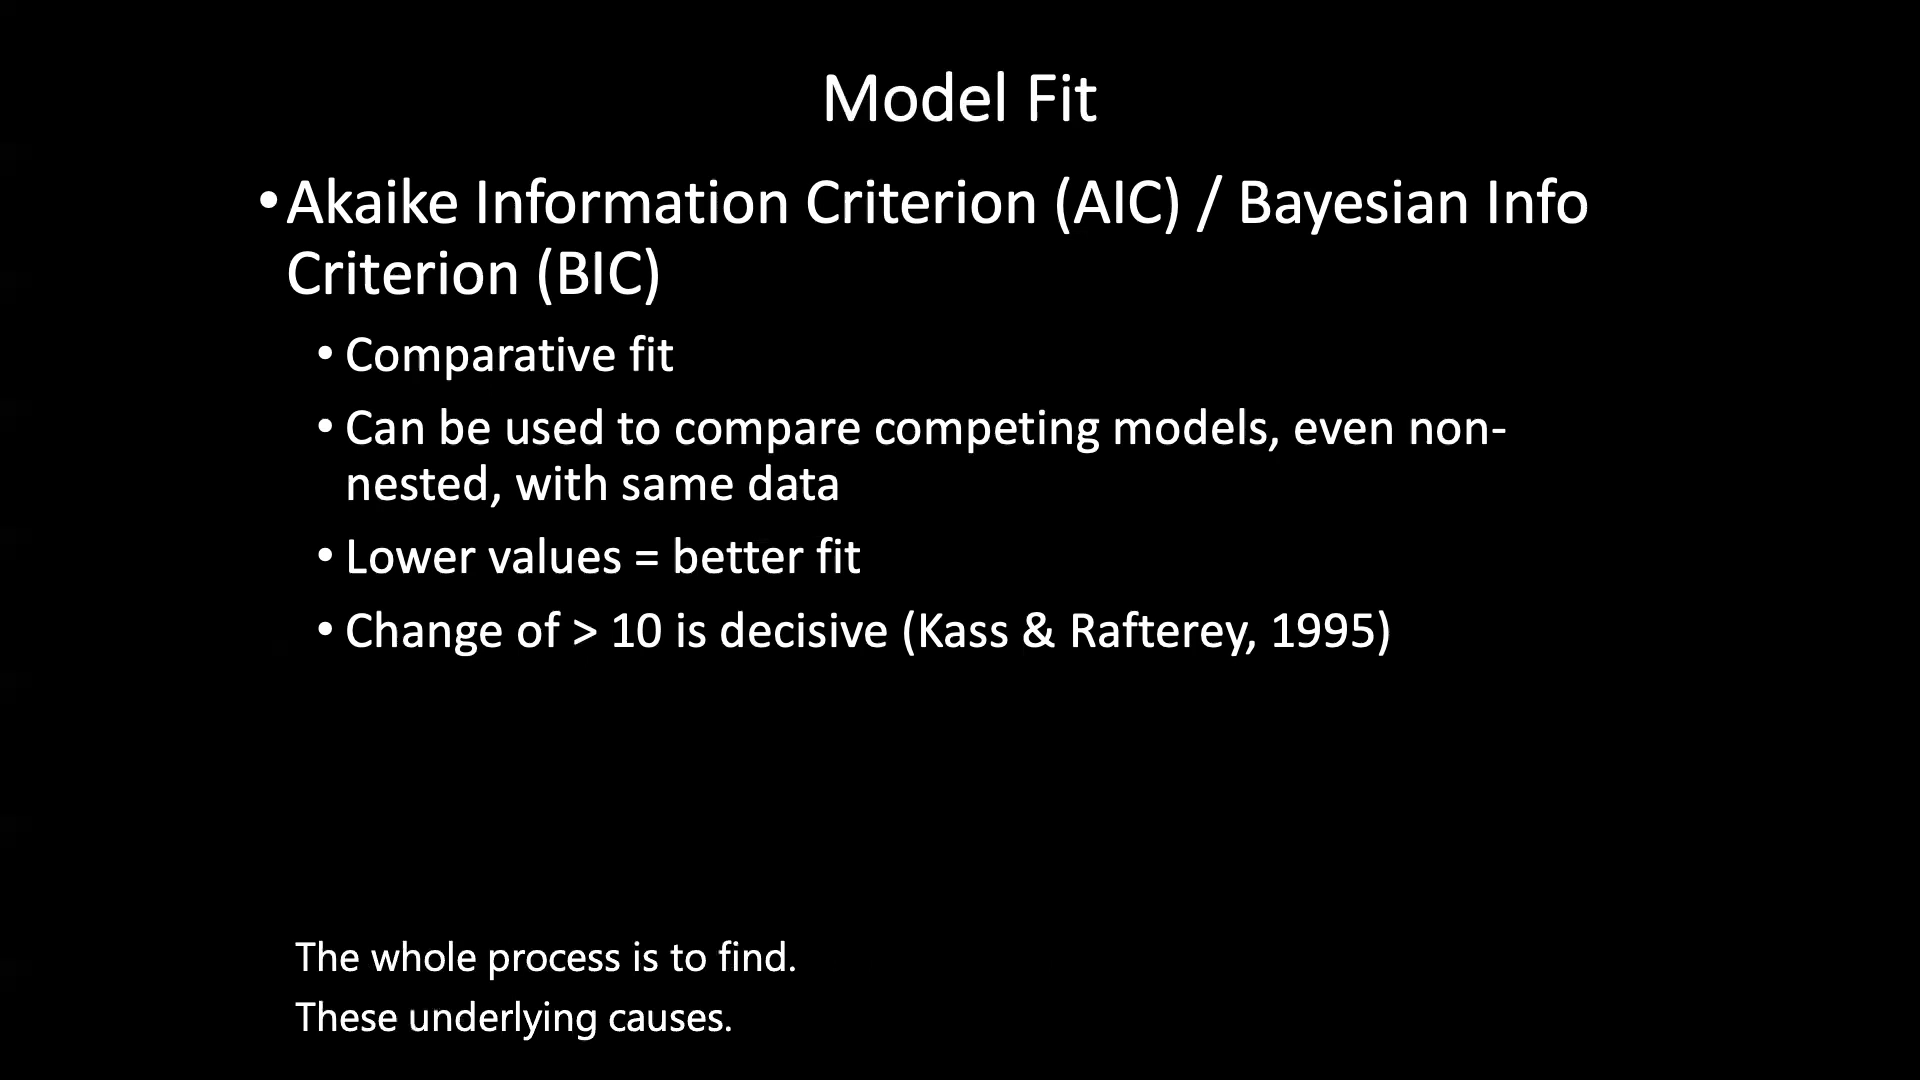 Model Fit
•Akaike Information Criterion (AIC) / Bayesian Info
Criterion (BIC)
• Comparative fit
• Can be used to compare competing models, even non-
nested, with same data
• Lower values = better fit
• Change of > 10 is decisive (Kass & Rafterey, 1995)
The whole process is to find.
These underlying causes.